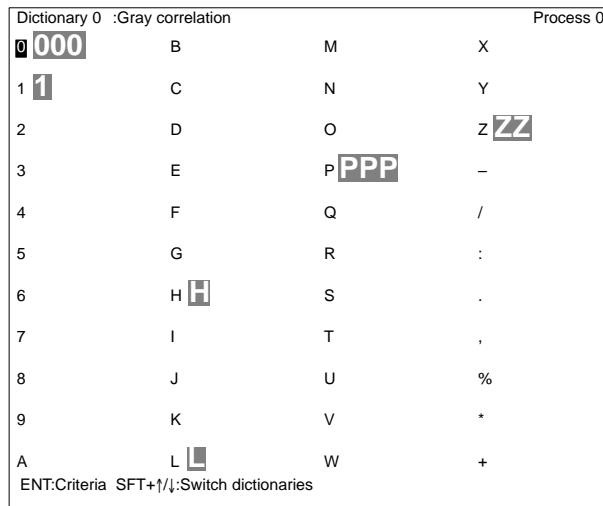 Dictionary 0 :Gray correlation Process 0
0 000 B M X
1 1 C N Y
2 D O Z ZZ
3 E P PPP –
4 F Q /
5 G R :
6 H H S .
7 I T ,
8 J U %
9 K V *
A L L W +
ENT:Criteria SFT+↑/↓:Switch dictionaries